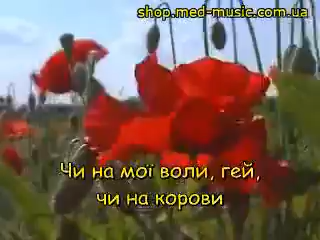 shop.med-music.com.ua
Чи на мої воли, гей,
чи на корови